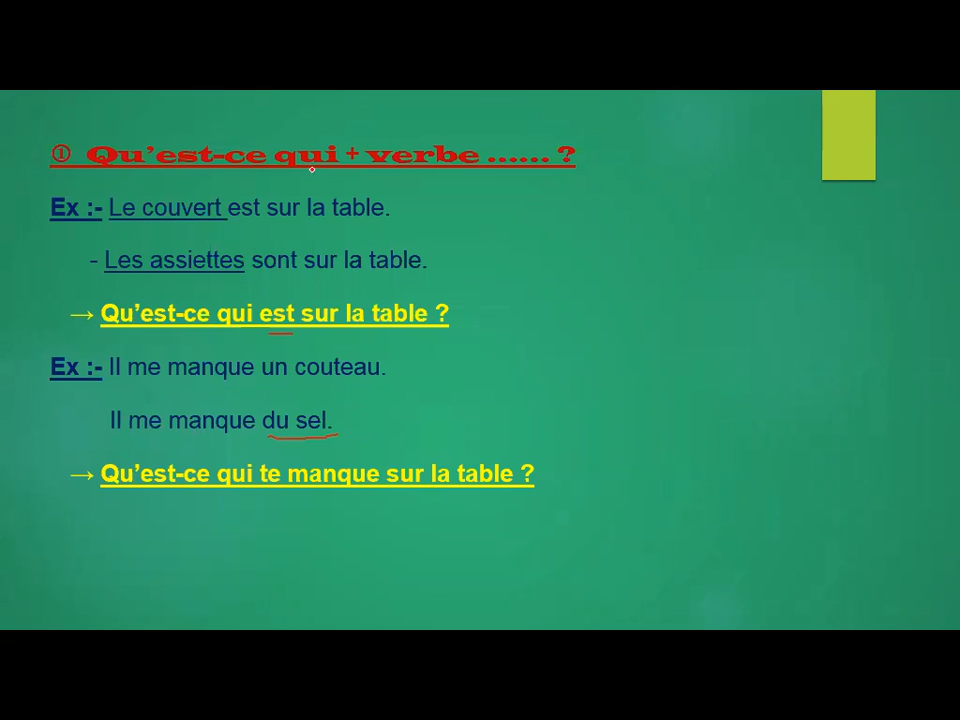 ① Qu’est-ce qui + verbe ...... ?
Ex :- Le couvert est sur la table.
- Les assiettes sont sur la table.
→ Qu’est-ce qui est sur la table ?
Ex :- Il me manque un couteau.
Il me manque du sel.
→ Qu’est-ce qui te manque sur la table ?